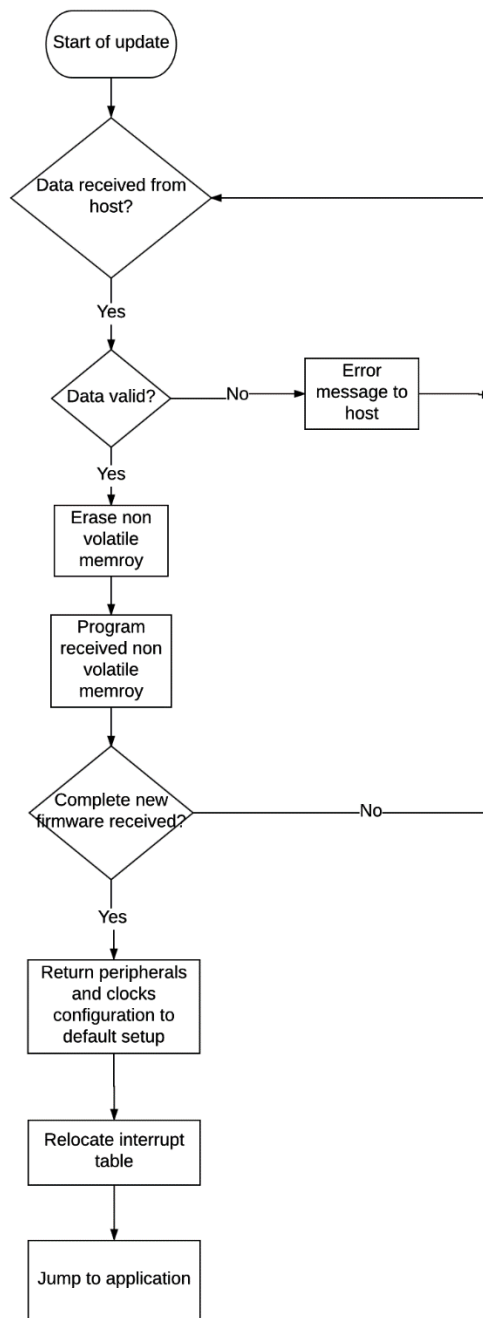 Start of update
Data received from
host?
Yes
Data valid?
No
Error
message to
host
Yes
Erase non
volatile
memroy
Program
received non
volatile
memroy
Complete new
firmware received?
No
Yes
Return peripherals
and clocks
configuration to
default setup
Relocate interrupt
table
Jump to application